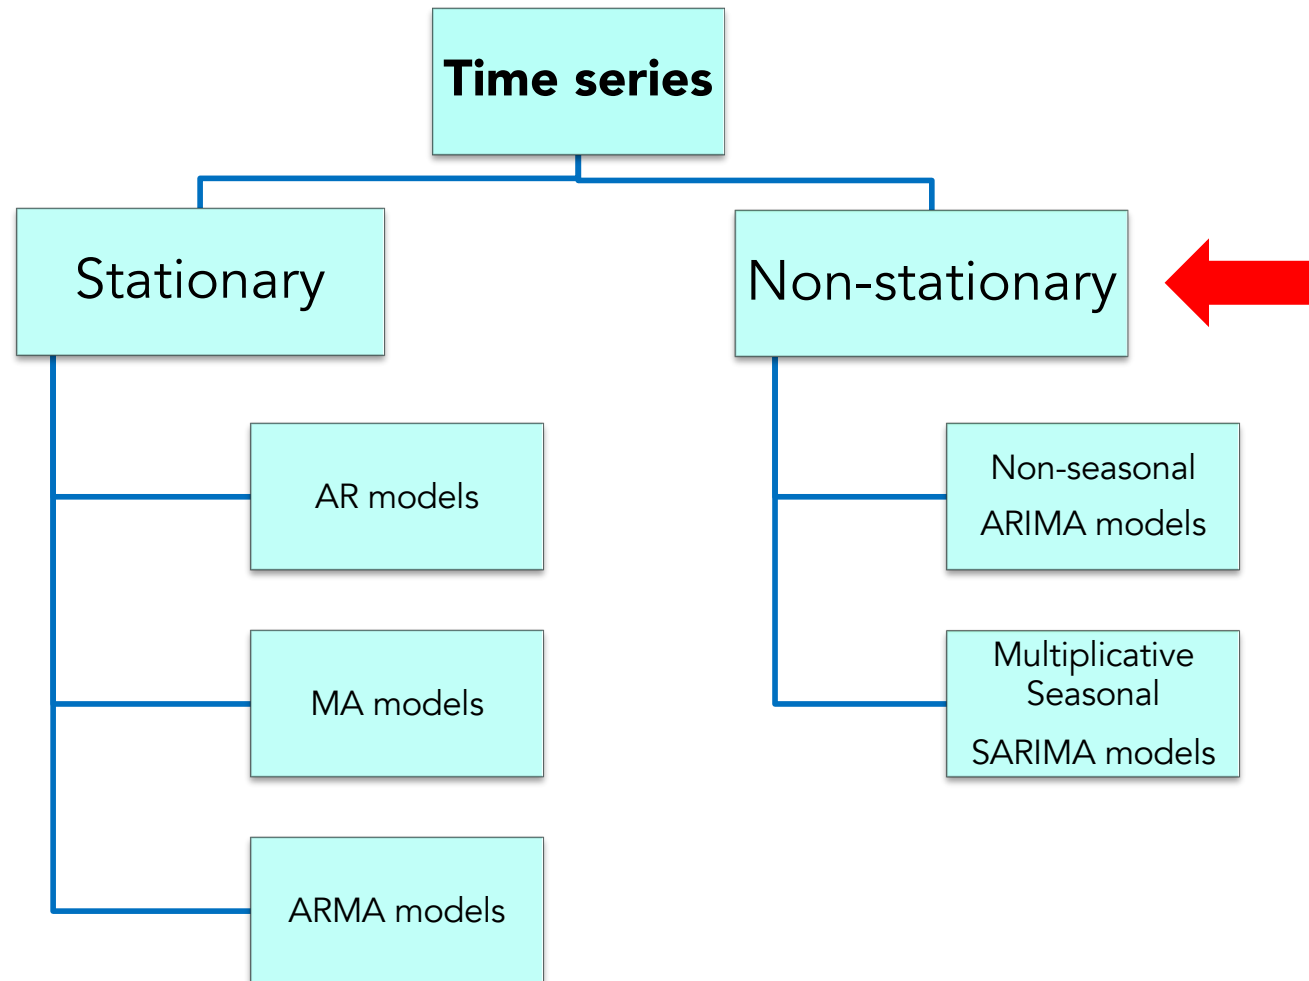 Time series
Stationary
Non-stationary
AR models
MA models
ARMA models
Non-seasonal
ARIMA models
Multiplicative
Seasonal
SARIMA models